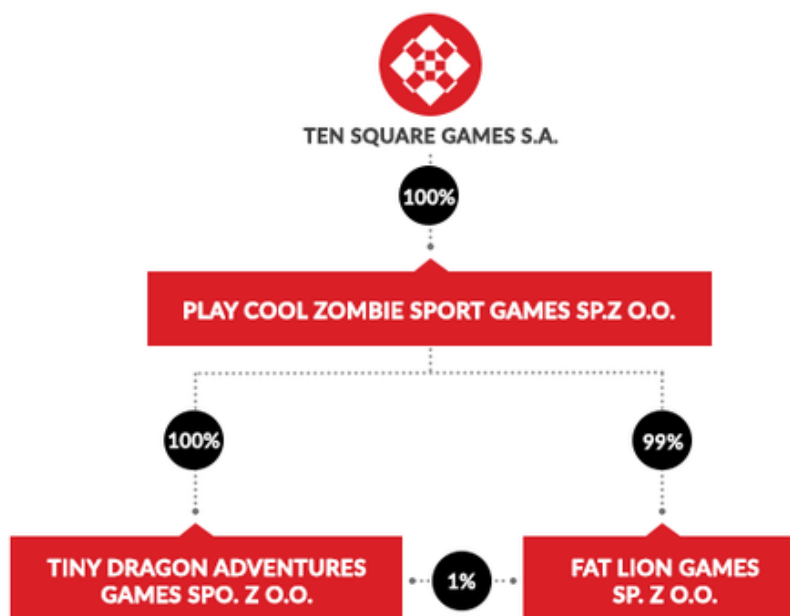 TEN SQUARE GAMES S.A.
100%
PLAY COOL ZOMBIE SPORT GAMES SP.Z O.O.
100%
99%
TINY DRAGON ADVENTURES
GAMES SPO. Z O.O.
1%
FAT LION GAMES
SP. Z O.O.